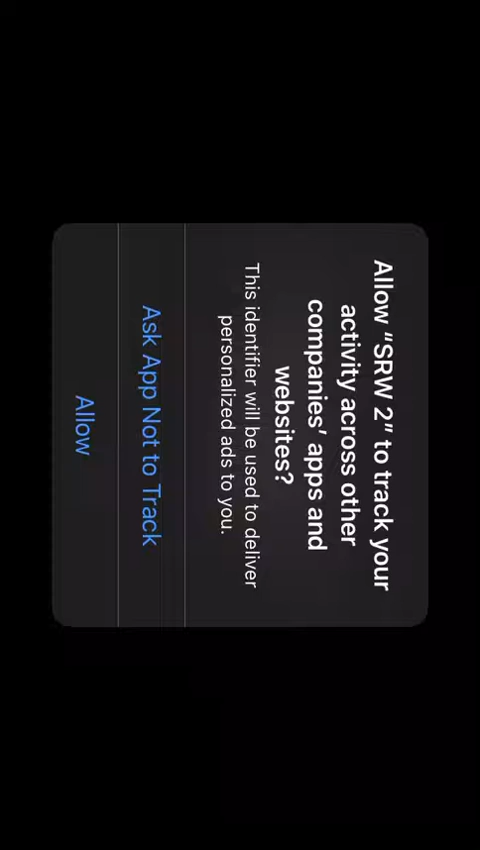 Allow “SRW 2” to track your
activity across other
companies’ apps and
websites?
This identifier will be used to deliver
personalized ads to you.
Ask App Not to Track
Allow